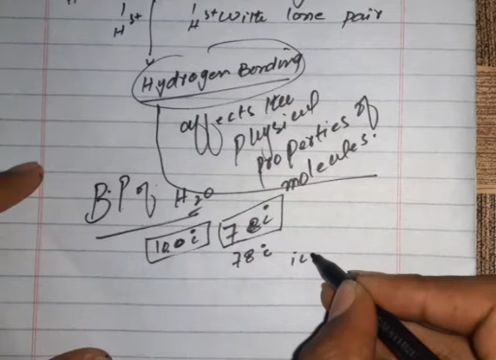 H δ+
H δ+ with lone pair
Hydrogen Bonding
affects the
physical
properties of
molecules.
B.P of H2O
100
78
78